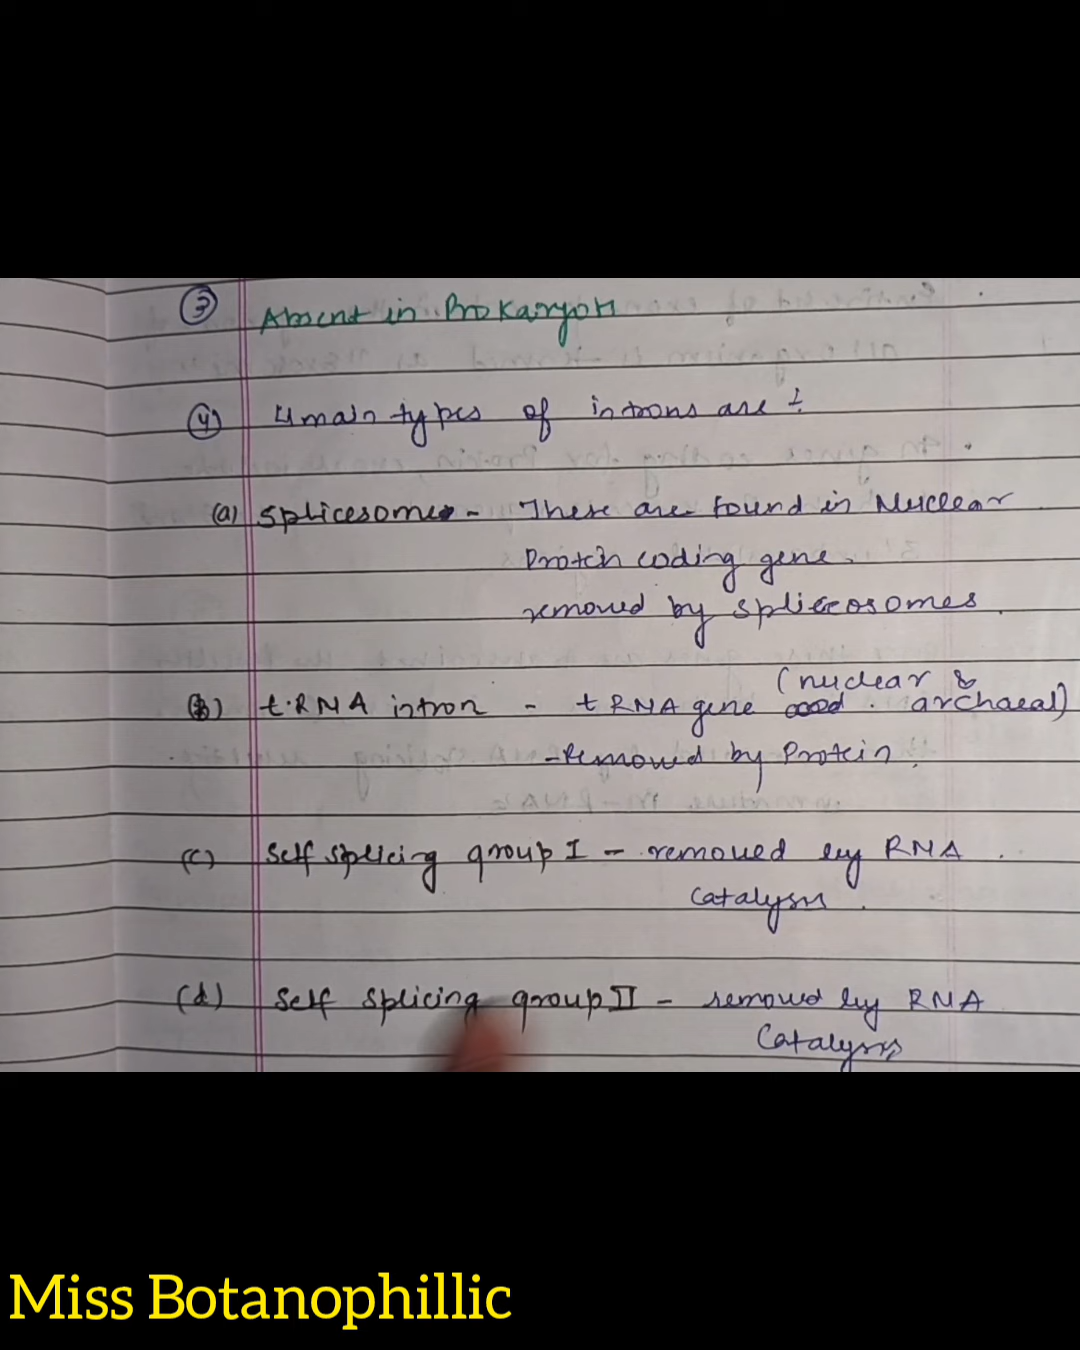 ③ Absent in Prokaryot
④ 4 main types of introns are :-
(a) Splicesome - These are found in Nuclear
Protein coding gene.
removed by spliceosomes.
(nuclear &
(b) t.RNA intron - tRNA gene archaeal)
- Removed by Protein.
(c) Self splicing group I - removed by RNA.
Catalysis.
(d) Self splicing group II - removed by RNA
Catalysis
Miss Botanophillic